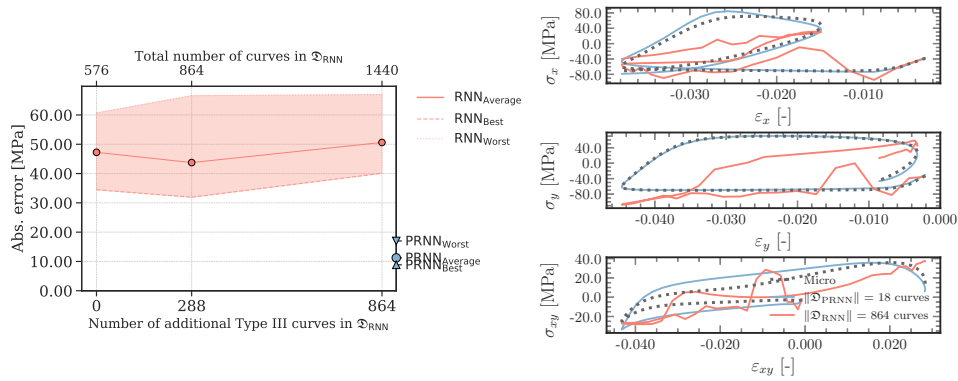 Total number of curves in 𝔇RNN
576 864 1440
60.00
50.00
40.00
30.00
20.00
10.00
0.00
Abs. error [MPa]
0 288 864
Number of additional Type III curves in 𝔇RNN
RNNAverage
RNNBest
RNNWorst
PRNNWorst
PRNNAverage
PRNNBest
80.0
40.0
0.0
-40.0
-80.0
σx [MPa]
-0.030 -0.020 -0.010
εx [-]
40.0
0.0
-40.0
-80.0
σy [MPa]
-0.040 -0.030 -0.020 -0.010 0.000
εy [-]
40.0
20.0
0.0
-20.0
σxy [MPa]
Micro
‖𝔇PRNN‖ = 18 curves
‖𝔇RNN‖ = 864 curves
-0.040 -0.020 0.000 0.020
εxy [-]